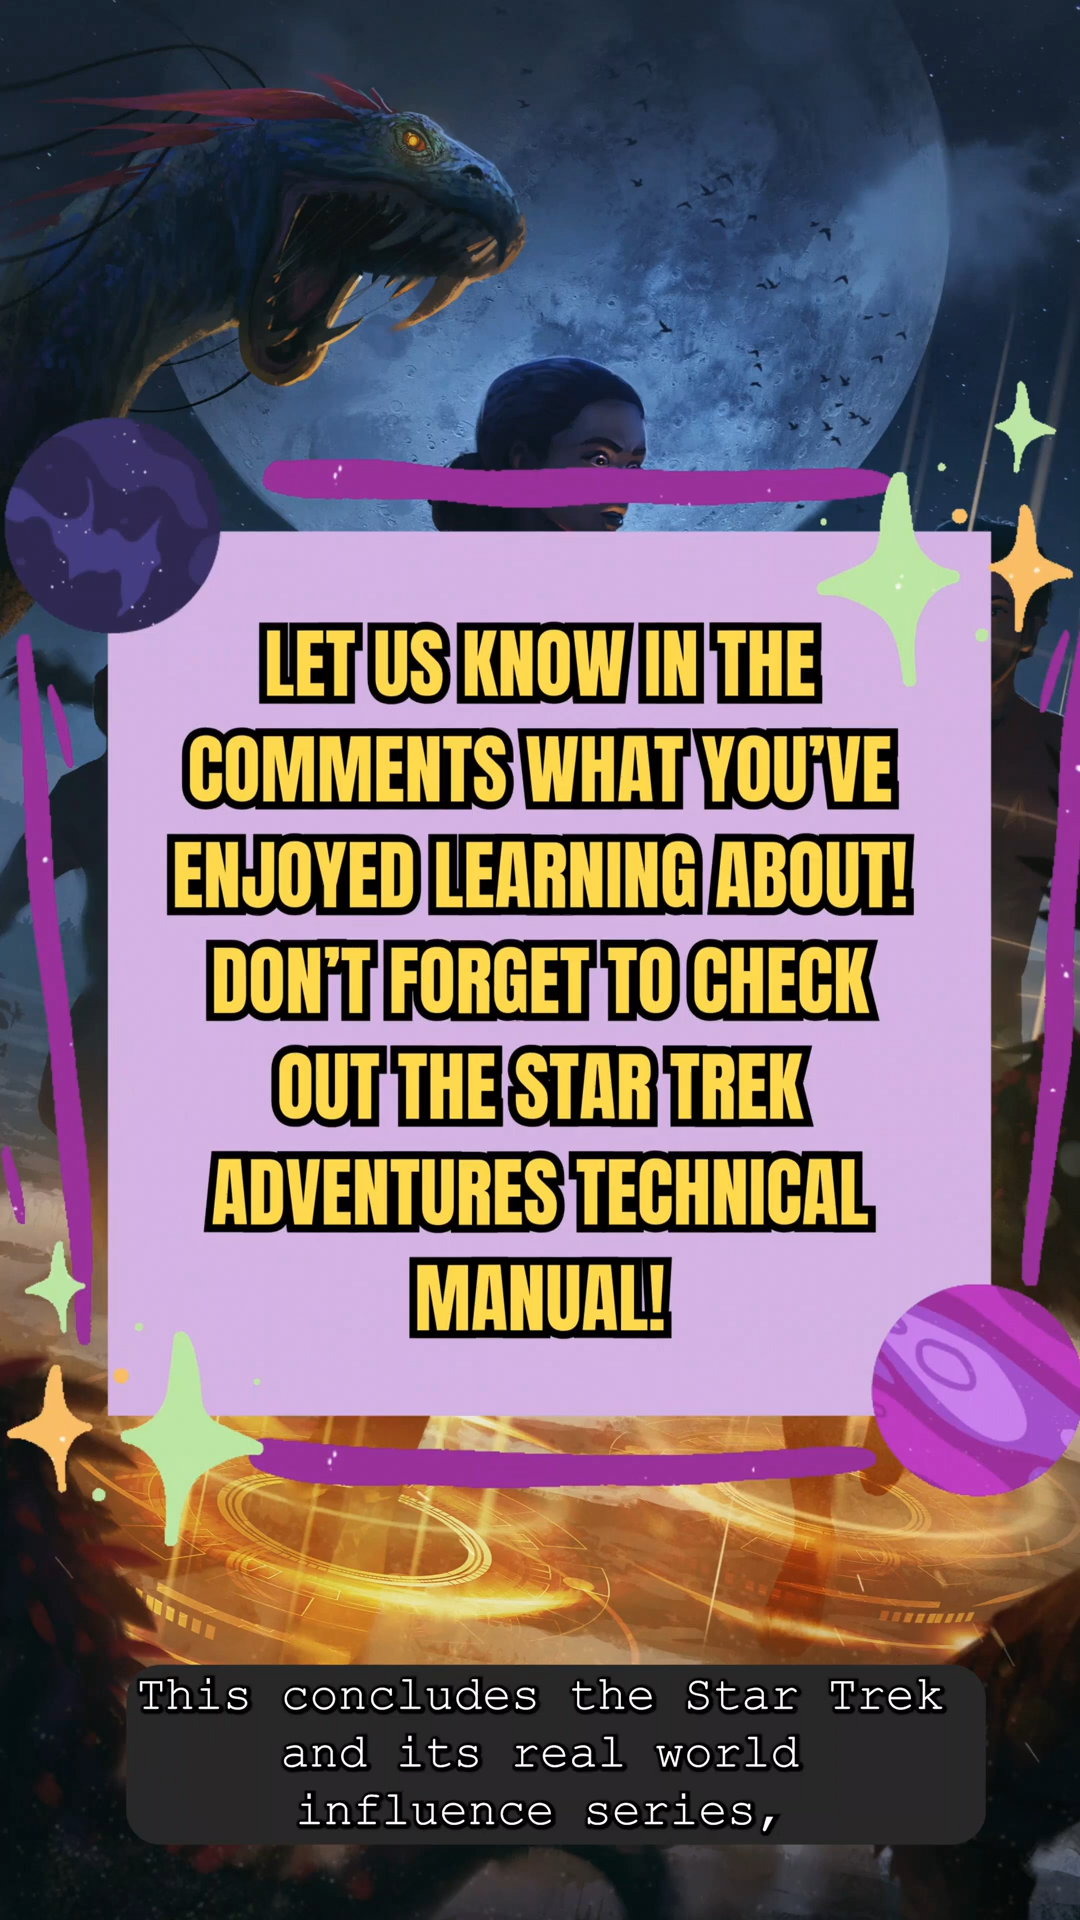 LET US KNOW IN THE
COMMENTS WHAT YOU'VE
ENJOYED LEARNING ABOUT!
DON'T FORGET TO CHECK
OUT THE STAR TREK
ADVENTURES TECHNICAL
MANUAL!
This concludes the Star Trek
and its real world
influence series,